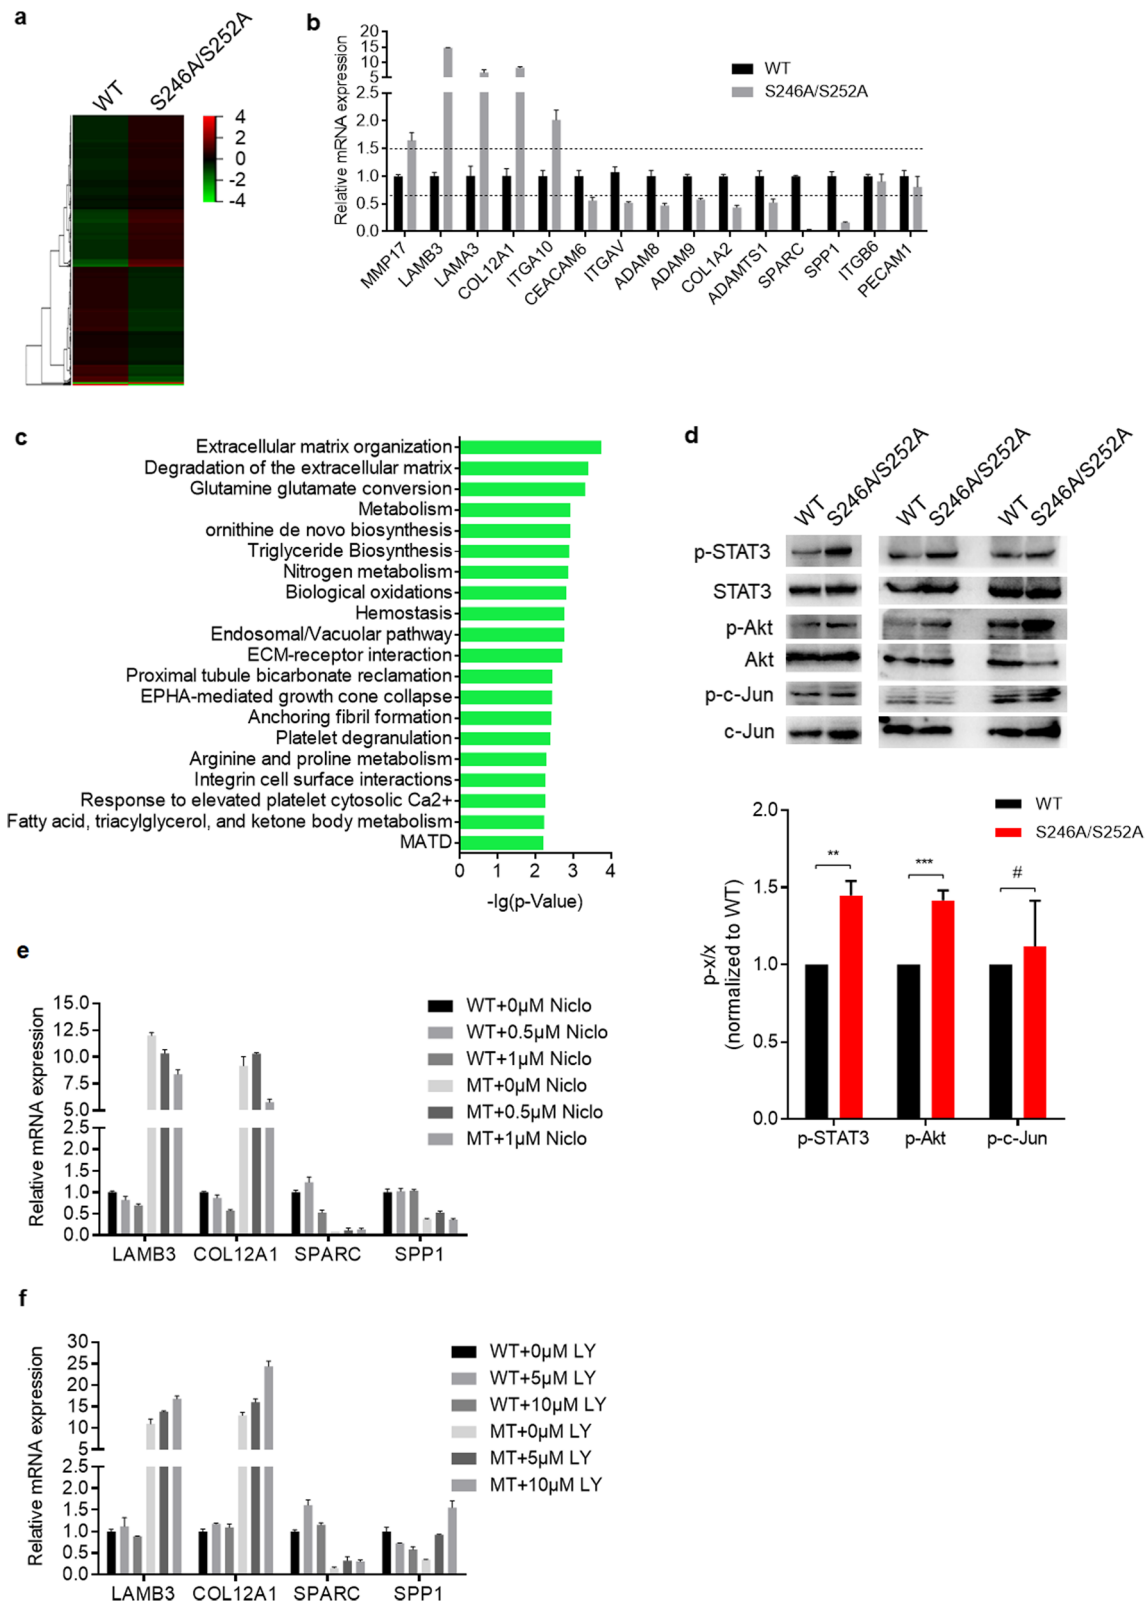 a
WT
S246A/S252A
4
2
0
-2
-4
b
Relative mRNA expression
20
15
10
5
2.5
2.0
1.5
1.0
0.5
0.0
WT
S246A/S252A
MMP17
LAMB3
LAMA3
COL12A1
ITGA10
CEACAM6
ITGAV
ADAM8
ADAM9
COL1A2
ADAMTS1
SPARC
SPP1
ITGB6
PECAM1
c
Extracellular matrix organization
Degradation of the extracellular matrix
Glutamine glutamate conversion
Metabolism
ornithine de novo biosynthesis
Triglyceride Biosynthesis
Nitrogen metabolism
Biological oxidations
Hemostasis
Endosomal/Vacuolar pathway
ECM-receptor interaction
Proximal tubule bicarbonate reclamation
EPHA-mediated growth cone collapse
Anchoring fibril formation
Platelet degranulation
Arginine and proline metabolism
Integrin cell surface interactions
Response to elevated platelet cytosolic Ca2+
Fatty acid, triacylglycerol, and ketone body metabolism
MATD
0 1 2 3 4
-lg(p-Value)
d
WT S246A/S252A WT S246A/S252A WT S246A/S252A
p-STAT3
STAT3
p-Akt
Akt
p-c-Jun
c-Jun
WT
S246A/S252A
p-x/x
(normalized to WT)
2.0
1.5
1.0
0.5
0.0
** *** #
p-STAT3 p-Akt p-c-Jun
e
Relative mRNA expression
15.0
12.5
10.0
7.5
5.0
2.5
2.0
1.5
1.0
0.5
0.0
WT+0μM Niclo
WT+0.5μM Niclo
WT+1μM Niclo
MT+0μM Niclo
MT+0.5μM Niclo
MT+1μM Niclo
LAMB3 COL12A1 SPARC SPP1
f
Relative mRNA expression
30
25
20
15
10
5
2.5
2.0
1.5
1.0
0.5
0.0
WT+0μM LY
WT+5μM LY
WT+10μM LY
MT+0μM LY
MT+5μM LY
MT+10μM LY
LAMB3 COL12A1 SPARC SPP1